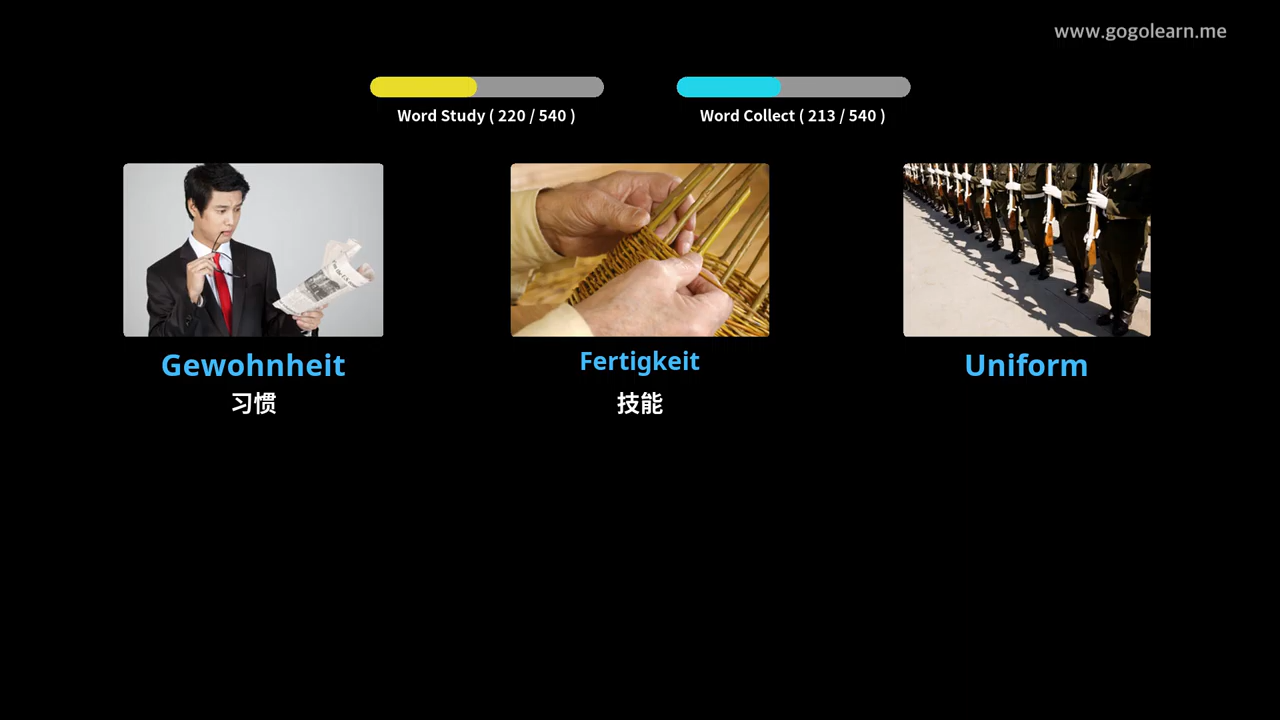 www.gogolearn.me
Word Study ( 220 / 540 )
Word Collect ( 213 / 540 )
Gewohnheit
习惯
Fertigkeit
技能
Uniform